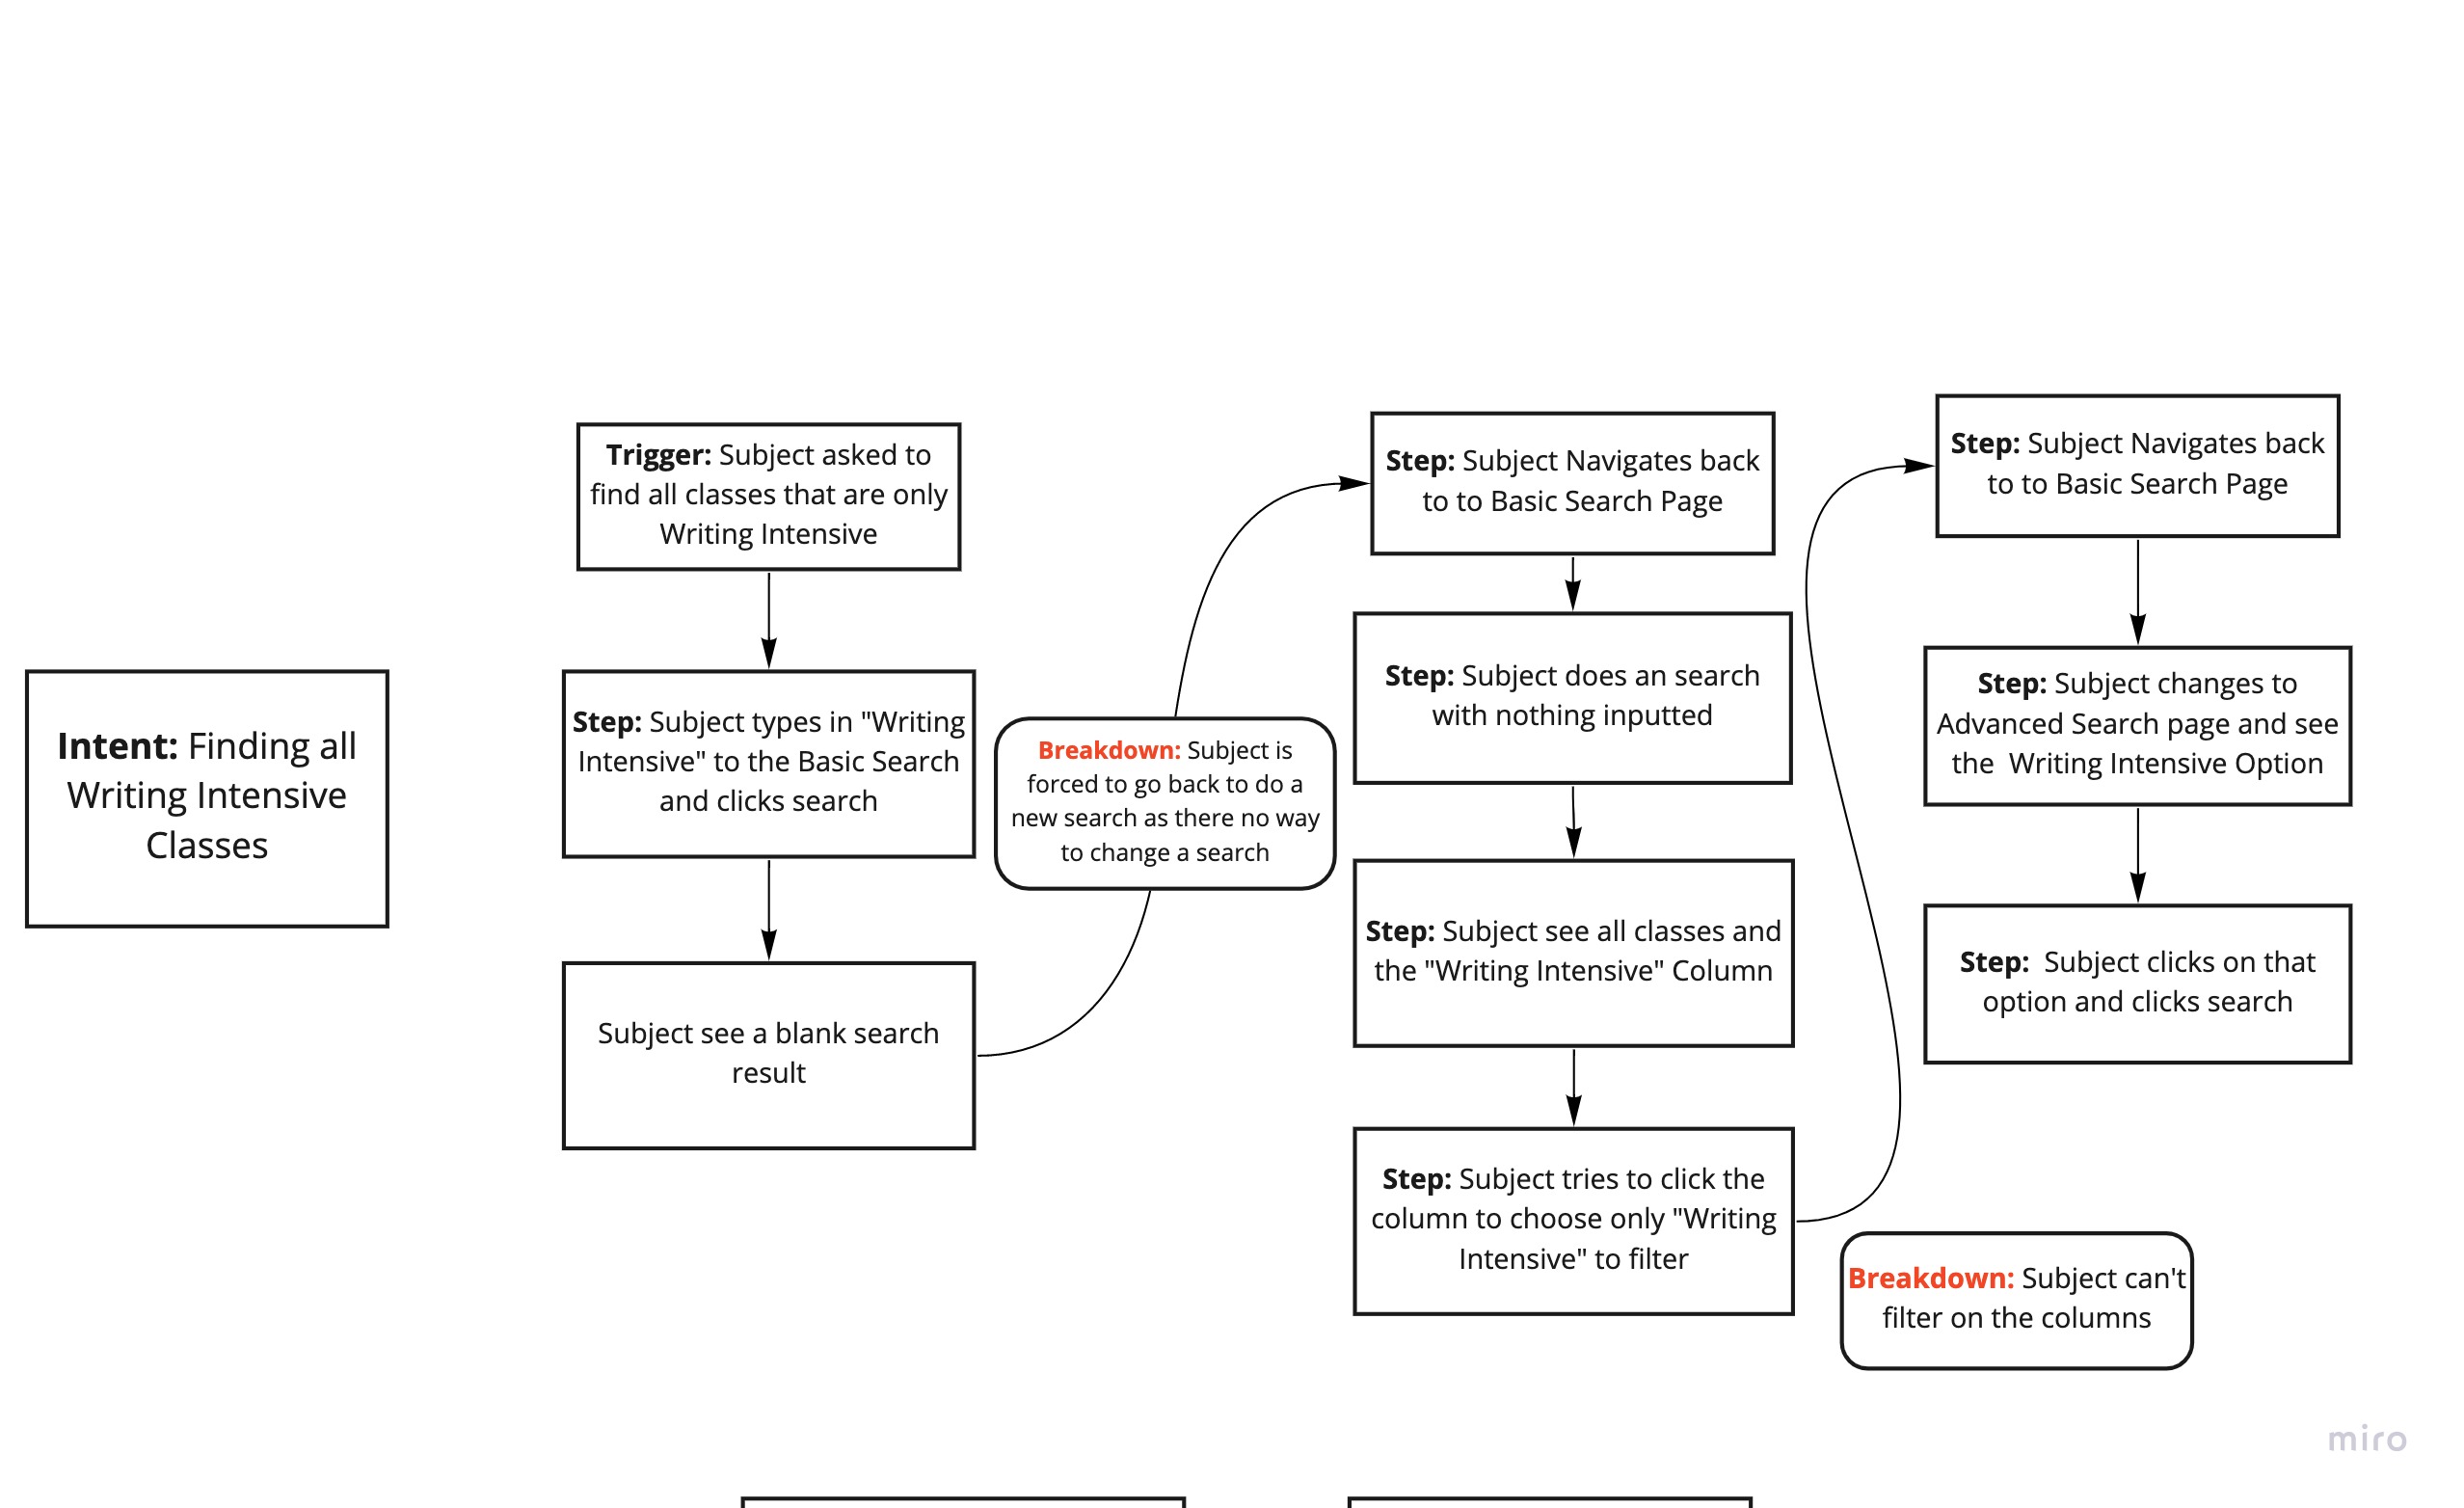 Intent: Finding all
Writing Intensive
Classes
Trigger: Subject asked to
find all classes that are only
Writing Intensive
Step: Subject types in "Writing
Intensive" to the Basic Search
and clicks search
Subject see a blank search
result
Breakdown: Subject is
forced to go back to do a
new search as there no way
to change a search
Step: Subject Navigates back
to to Basic Search Page
Step: Subject does an search
with nothing inputted
Step: Subject see all classes and
the "Writing Intensive" Column
Step: Subject tries to click the
column to choose only "Writing
Intensive" to filter
Breakdown: Subject can't
filter on the columns
Step: Subject Navigates back
to to Basic Search Page
Step: Subject changes to
Advanced Search page and see
the  Writing Intensive Option
Step:  Subject clicks on that
option and clicks search
miro